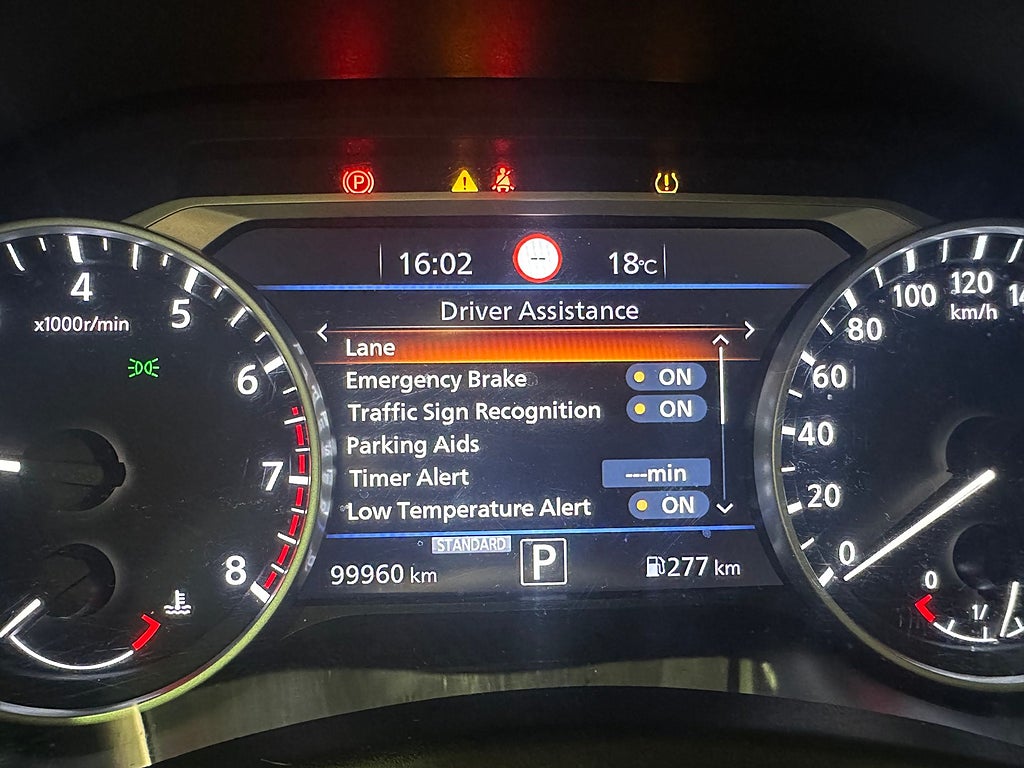 P
16:02 -- 18°C
Driver Assistance
Lane
Emergency Brake ON
Traffic Sign Recognition ON
Parking Aids
Timer Alert ---min
Low Temperature Alert ON
STANDARD
99960 km P 277 km
4
x1000r/min
5
6
7
8
100 120
km/h
80
60
40
20
0
0
1/